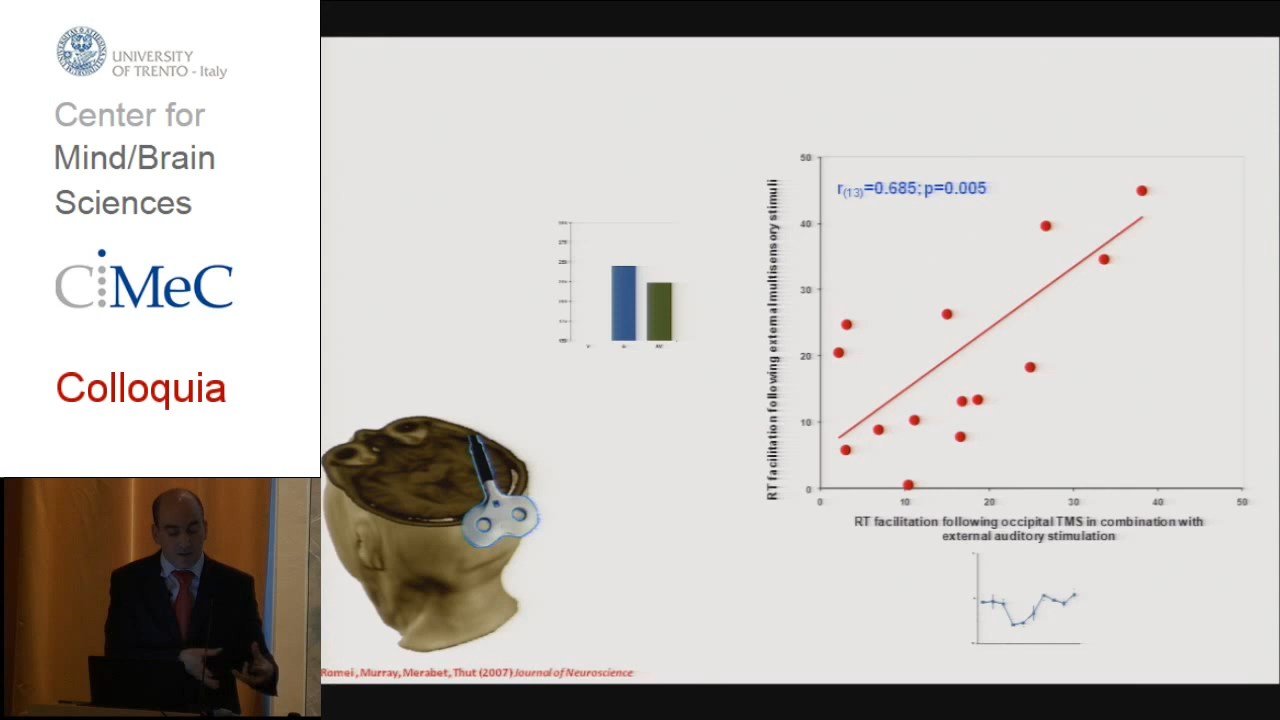 UNIVERSITY
OF TRENTO - Italy
Center for
Mind/Brain
Sciences
CiMeC
Colloquia
r(13)=0.685; p=0.005
RT facilitation following external multisensory stimuli
50
40
30
20
10
0
0
10
20
30
40
50
RT facilitation following occipital TMS in combination with
external auditory stimulation
Romei, Murray, Merabet, Thut (2007) Journal of Neuroscience